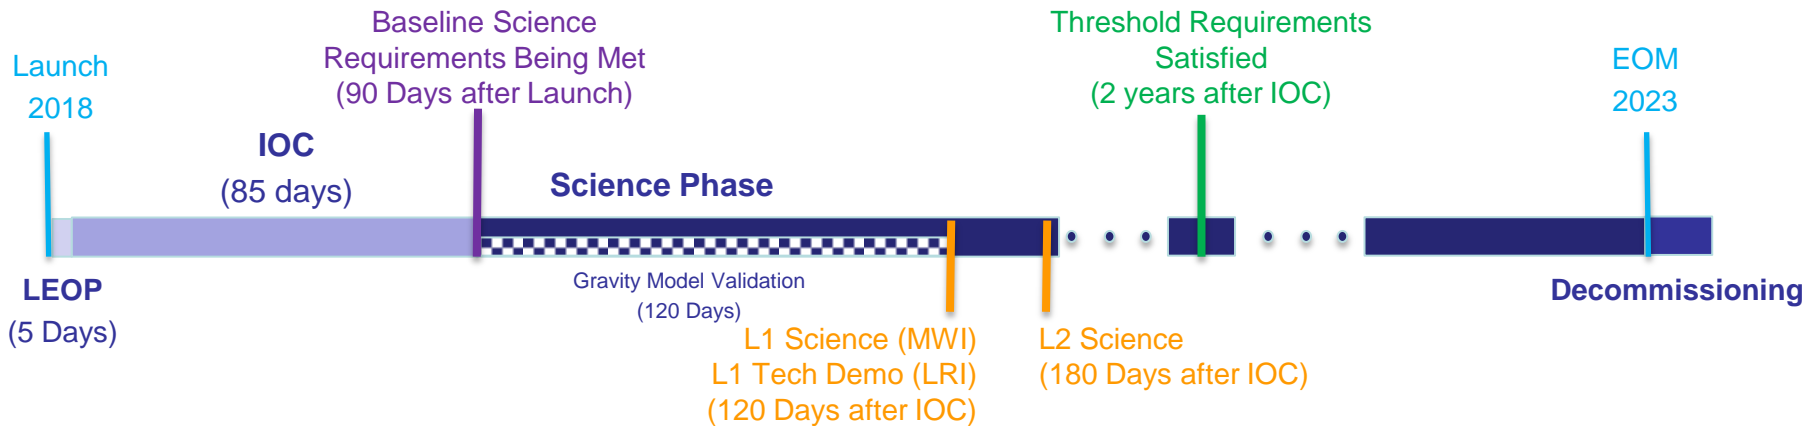 Launch
2018
Baseline Science
Requirements Being Met
(90 Days after Launch)
Threshold Requirements
Satisfied
(2 years after IOC)
EOM
2023
IOC
(85 days)
Science Phase
LEOP
(5 Days)
Gravity Model Validation
(120 Days)
L1 Science (MWI)
L1 Tech Demo (LRI)
(120 Days after IOC)
L2 Science
(180 Days after IOC)
Decommissioning